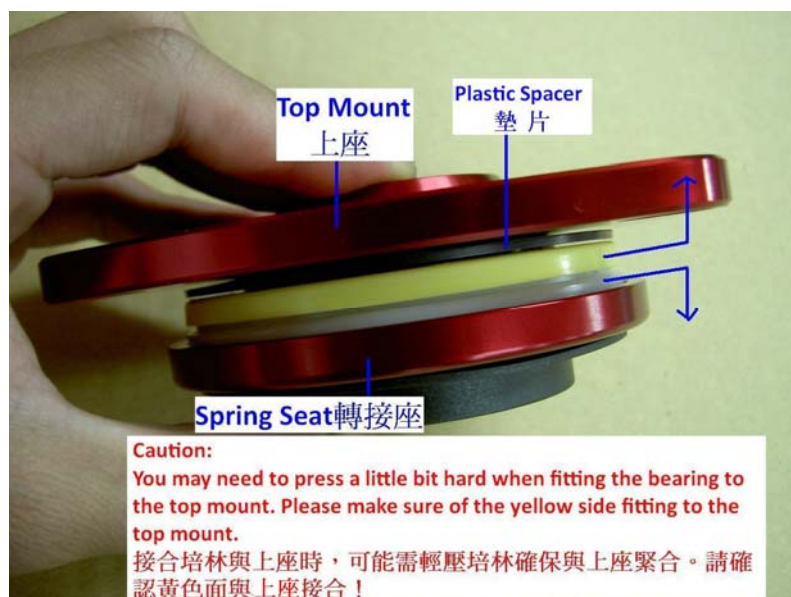 Top Mount
上座
Plastic Spacer
墊 片
Spring Seat轉接座
Caution:
You may need to press a little bit hard when fitting the bearing to
the top mount. Please make sure of the yellow side fitting to the
top mount.
接合培林與上座時，可能需輕壓培林確保與上座緊合。請確
認黃色面與上座接合！